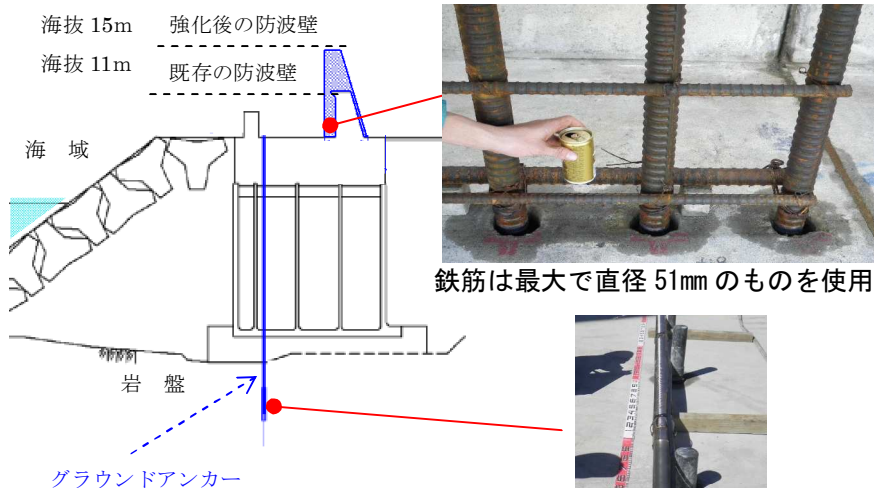 海抜 15m 強化後の防波壁
海抜 11m 既存の防波壁
海 域
鉄筋は最大で直径 51mm のものを使用
岩 盤
グラウンドアンカー